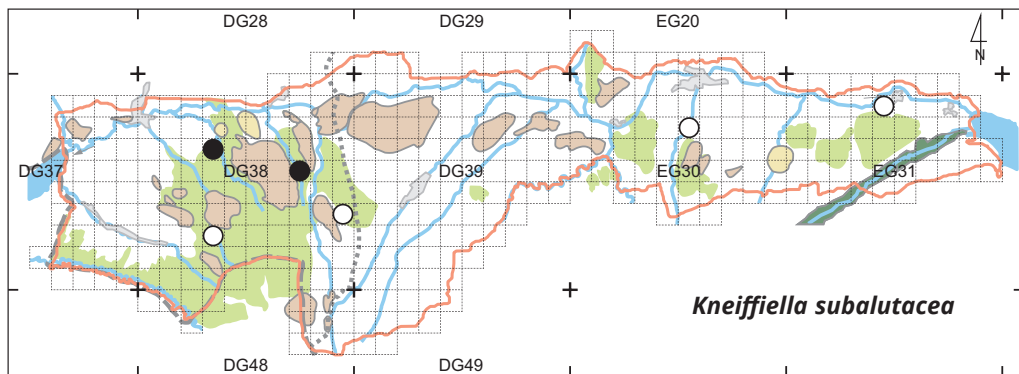 DG28 DG29 EG20
N
DG37 DG38 DG39 EG30 EG31
Kneiffiella subalutacea
DG48 DG49